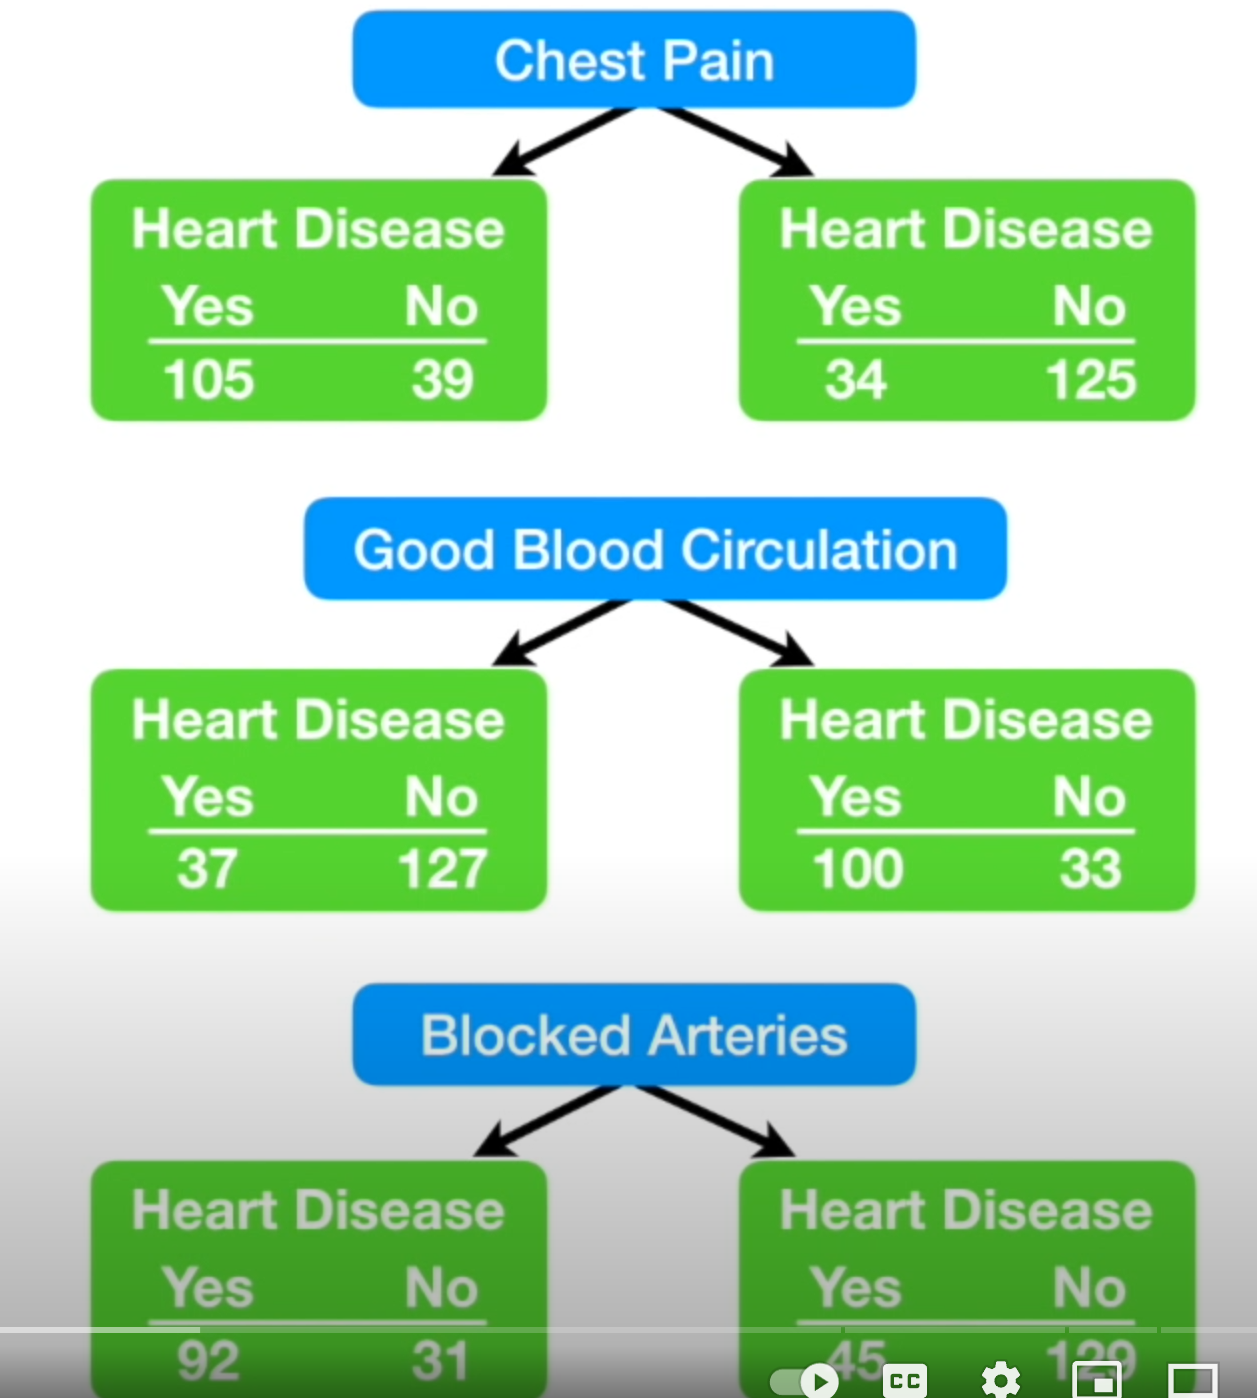 Chest Pain
Heart Disease Heart Disease
Yes No Yes No
105 39 34 125
Good Blood Circulation
Heart Disease Heart Disease
Yes No Yes No
37 127 100 33
Blocked Arteries
Heart Disease Heart Disease
Yes No Yes No
92 31 45 129
CC